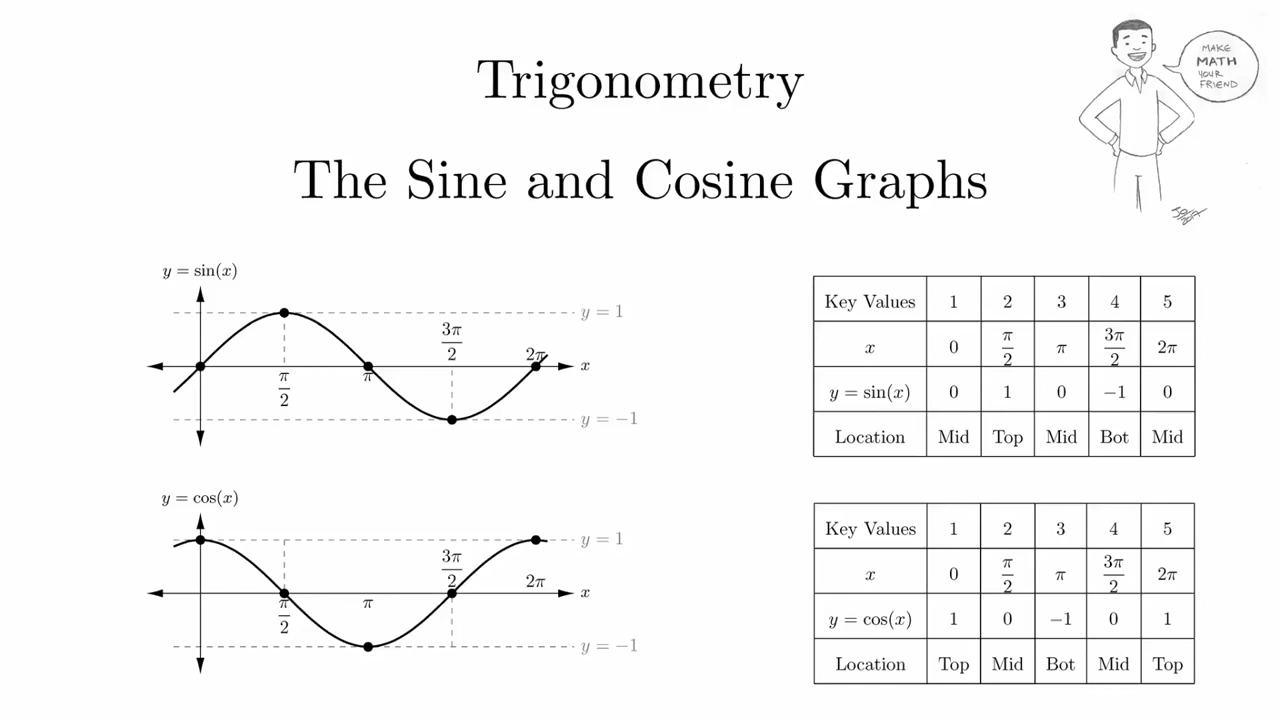 Trigonometry
The Sine and Cosine Graphs
MAKE
MATH
YOUR
FRIEND
y = sin(x)
y = 1
3π/2
2π
x
π/2
π
y = −1
Key Values 1 2 3 4 5
x 0 π/2 π 3π/2 2π
y = sin(x) 0 1 0 −1 0
Location Mid Top Mid Bot Mid
y = cos(x)
y = 1
3π/2
2π
x
π/2
π
y = −1
Key Values 1 2 3 4 5
x 0 π/2 π 3π/2 2π
y = cos(x) 1 0 −1 0 1
Location Top Mid Bot Mid Top